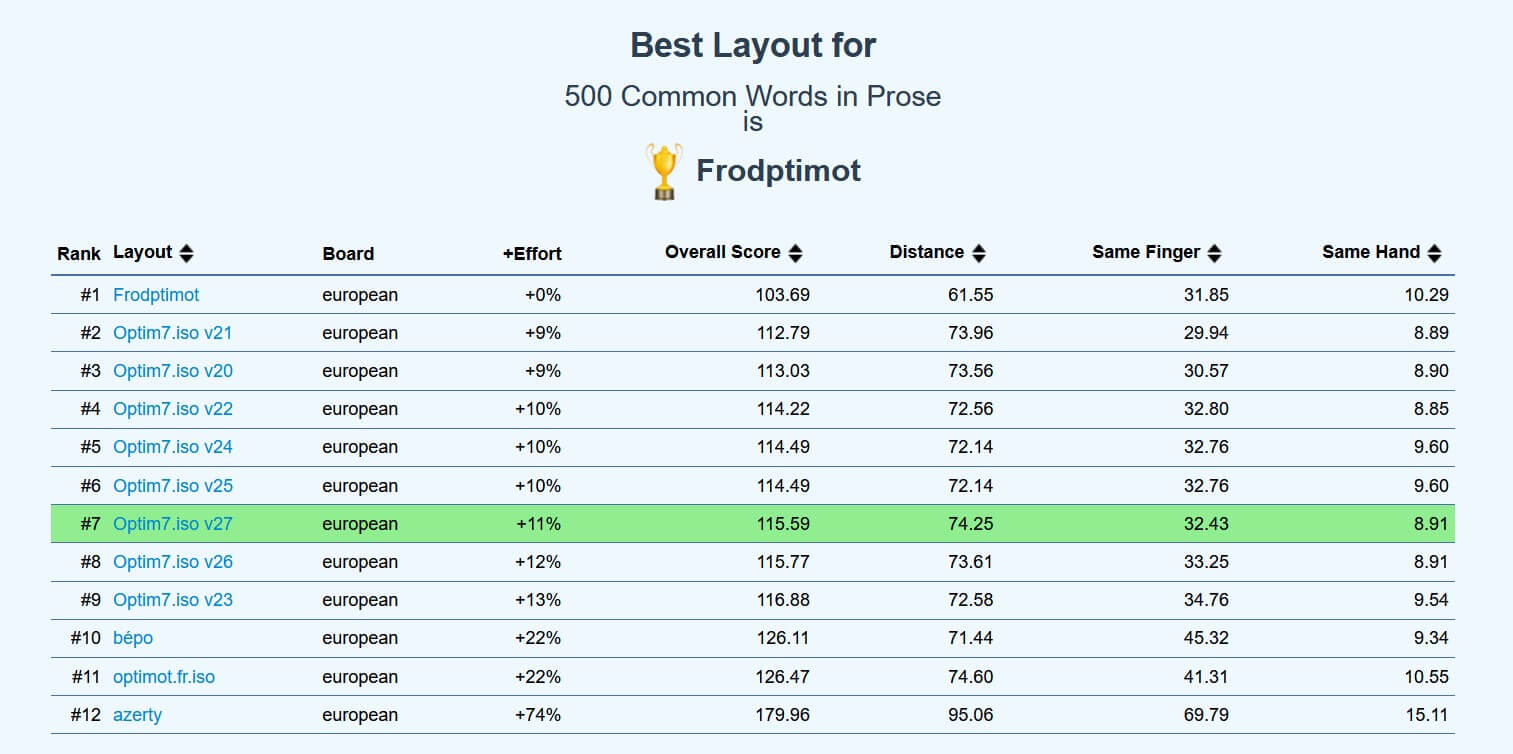 Best Layout for
500 Common Words in Prose
is
Frodptimot
Rank Layout Board +Effort Overall Score Distance Same Finger Same Hand
#1 Frodptimot european +0% 103.69 61.55 31.85 10.29
#2 Optim7.iso v21 european +9% 112.79 73.96 29.94 8.89
#3 Optim7.iso v20 european +9% 113.03 73.56 30.57 8.90
#4 Optim7.iso v22 european +10% 114.22 72.56 32.80 8.85
#5 Optim7.iso v24 european +10% 114.49 72.14 32.76 9.60
#6 Optim7.iso v25 european +10% 114.49 72.14 32.76 9.60
#7 Optim7.iso v27 european +11% 115.59 74.25 32.43 8.91
#8 Optim7.iso v26 european +12% 115.77 73.61 33.25 8.91
#9 Optim7.iso v23 european +13% 116.88 72.58 34.76 9.54
#10 bépo european +22% 126.11 71.44 45.32 9.34
#11 optimot.fr.iso european +22% 126.47 74.60 41.31 10.55
#12 azerty european +74% 179.96 95.06 69.79 15.11